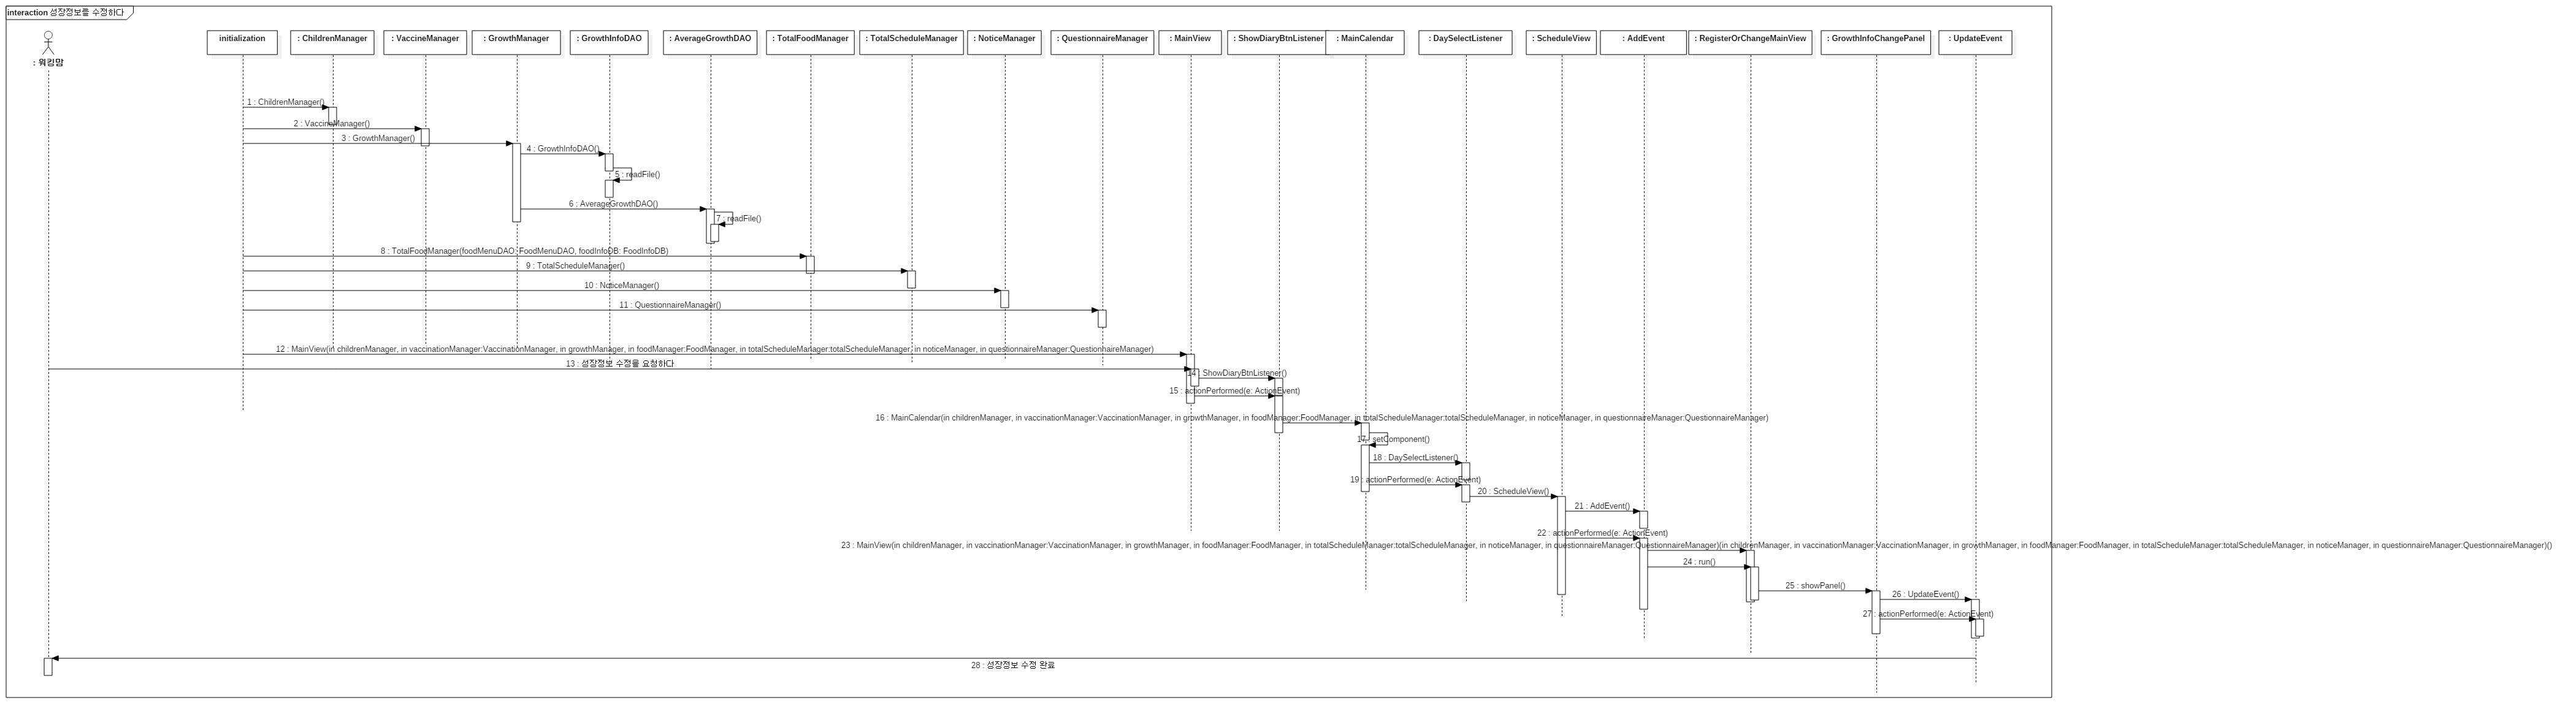 interaction 성장정보를 수정하다
: 워킹맘
initialization
: ChildrenManager
: VaccineManager
: GrowthManager
: GrowthInfoDAO
: AverageGrowthDAO
: TotalFoodManager
: TotalScheduleManager
: NoticeManager
: QuestionnaireManager
: MainView
: ShowDiaryBtnListener
: MainCalendar
: DaySelectListener
: ScheduleView
: AddEvent
: RegisterOrChangeMainView
: GrowthInfoChangePanel
: UpdateEvent
1 : ChildrenManager()
2 : VaccineManager()
3 : GrowthManager()
4 : GrowthInfoDAO()
5 : readFile()
6 : AverageGrowthDAO()
7 : readFile()
8 : TotalFoodManager(foodMenuDAO: FoodMenuDAO, foodInfoDB: FoodInfoDB)
9 : TotalScheduleManager()
10 : NoticeManager()
11 : QuestionnaireManager()
12 : MainView(in childrenManager, in vaccinationManager:VaccinationManager, in growthManager, in foodManager:FoodManager, in totalScheduleManager:totalScheduleManager, in noticeManager, in questionnaireManager:QuestionnaireManager)
13 : 성장정보 수정을 요청하다
14 : ShowDiaryBtnListener()
15 : actionPerformed(e: ActionEvent)
16 : MainCalendar(in childrenManager, in vaccinationManager:VaccinationManager, in growthManager, in foodManager:FoodManager, in totalScheduleManager:totalScheduleManager, in noticeManager, in questionnaireManager:QuestionnaireManager)
17 : setComponent()
18 : DaySelectListener()
19 : actionPerformed(e: ActionEvent)
20 : ScheduleView()
21 : AddEvent()
22 : actionPerformed(e: ActionEvent)
23 : MainView(in childrenManager, in vaccinationManager:VaccinationManager, in growthManager, in foodManager:FoodManager, in totalScheduleManager:totalScheduleManager, in noticeManager, in questionnaireManager:QuestionnaireManager)(in childrenManager, in vaccinationManager:VaccinationManager, in growthManager, in foodManager:FoodManager, in totalScheduleManager:totalScheduleManager, in noticeManager, in questionnaireManager:QuestionnaireManager)()
24 : run()
25 : showPanel()
26 : UpdateEvent()
27 : actionPerformed(e: ActionEvent)
28 : 성장정보 수정 완료